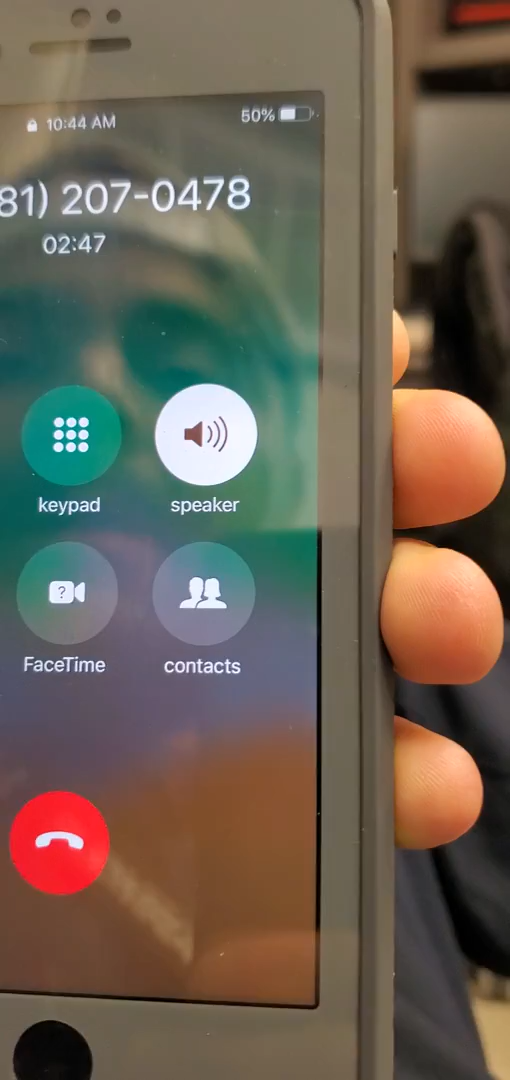 10:44 AM 50%
81) 207-0478
02:47
keypad speaker
?
FaceTime contacts